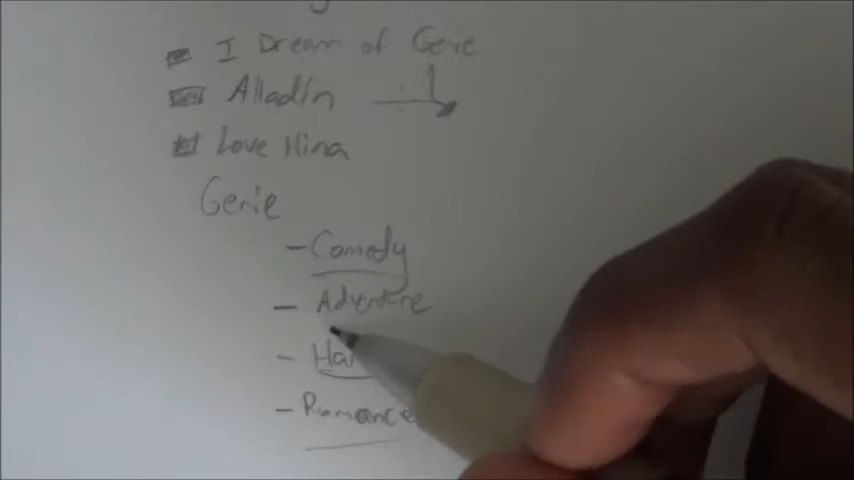 I Dream of Genie
Alladin
Love Hina
Genie
- Comedy
- Adventure
-
- Romance